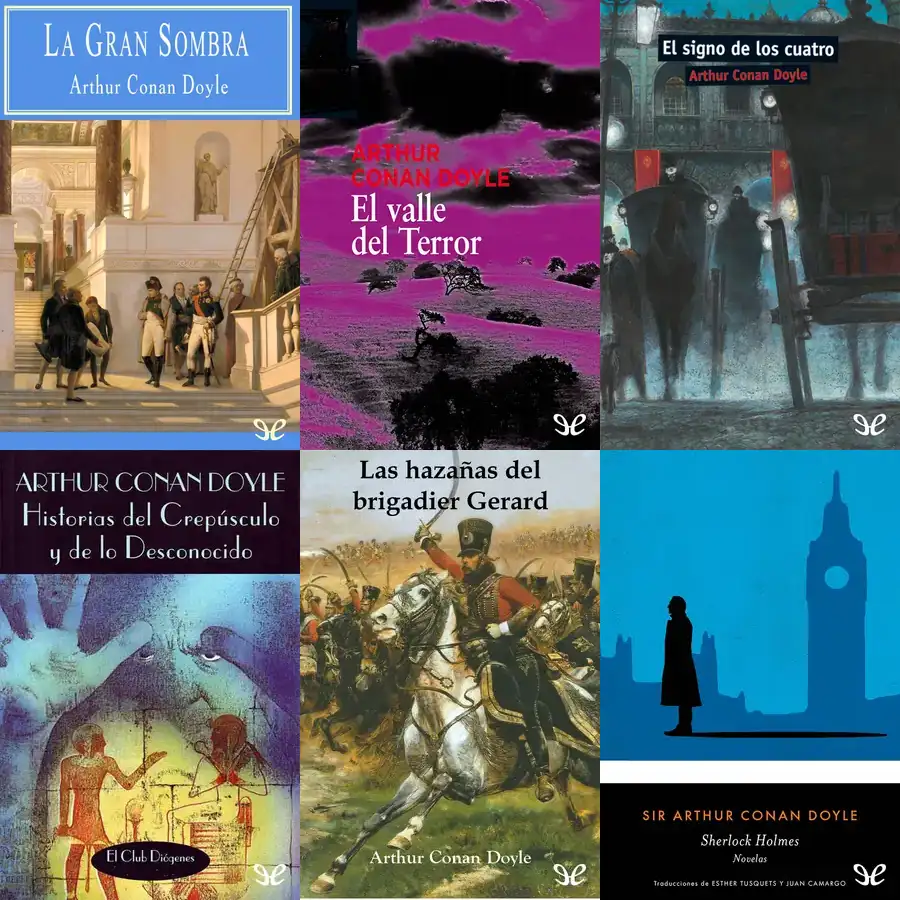 LA GRAN SOMBRA
Arthur Conan Doyle
ARTHUR
CONAN DOYLE
El valle
del Terror
El signo de los cuatro
Arthur Conan Doyle
ARTHUR CONAN DOYLE
Historias del Crepúsculo
y de lo Desconocido
El Club Diógenes
Las hazañas del
brigadier Gerard
Arthur Conan Doyle
SIR ARTHUR CONAN DOYLE
Sherlock Holmes
Novelas
Traducciones de ESTHER TUSQUETS Y JUAN CAMARGO